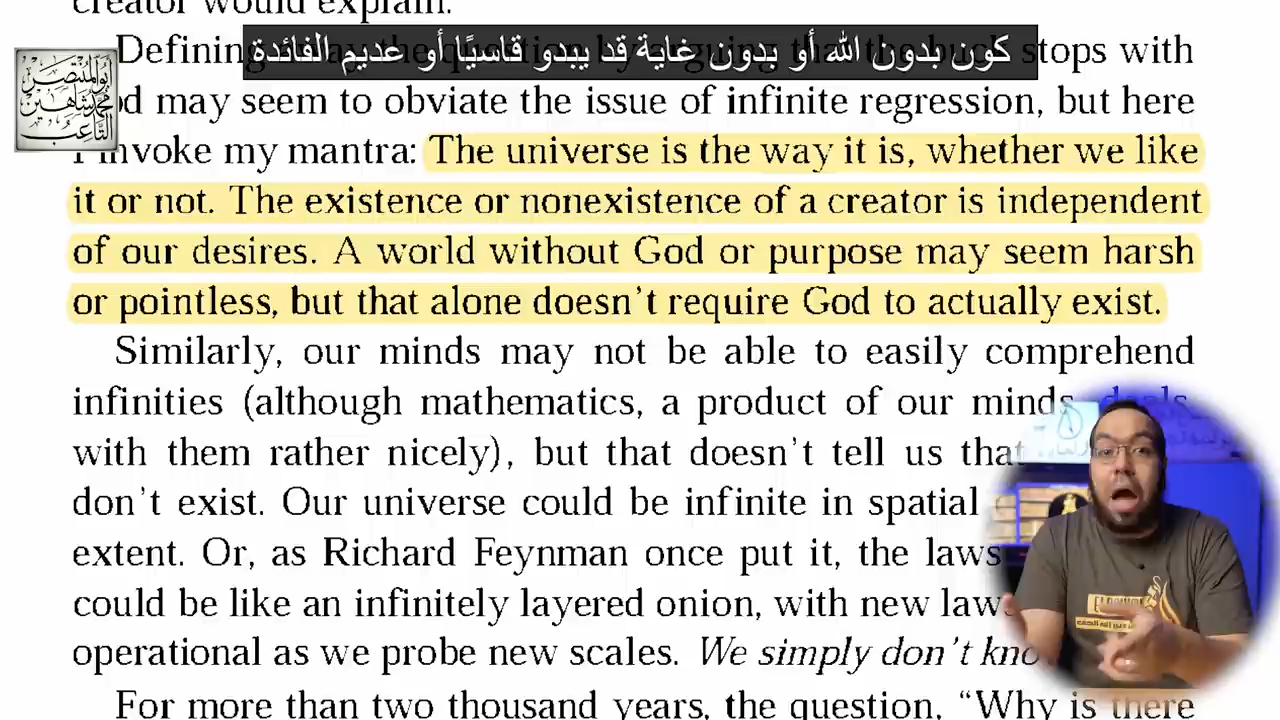 creator would explain.
كون بدون الله أو بدون غاية قد يبدو قاسيًا أو عديم الفائدة
Defining stops with
may seem to obviate the issue of infinite regression, but here
invoke my mantra: The universe is the way it is, whether we like
it or not. The existence or nonexistence of a creator is independent
of our desires. A world without God or purpose may seem harsh
or pointless, but that alone doesn't require God to actually exist.
Similarly, our minds may not be able to easily comprehend
infinities (although mathematics, a product of our minds, deals
with them rather nicely), but that doesn't tell us that
don't exist. Our universe could be infinite in spatial
extent. Or, as Richard Feynman once put it, the laws
could be like an infinitely layered onion, with new laws
operational as we probe new scales. We simply don't
For more than two thousand years, the question, "Why is there